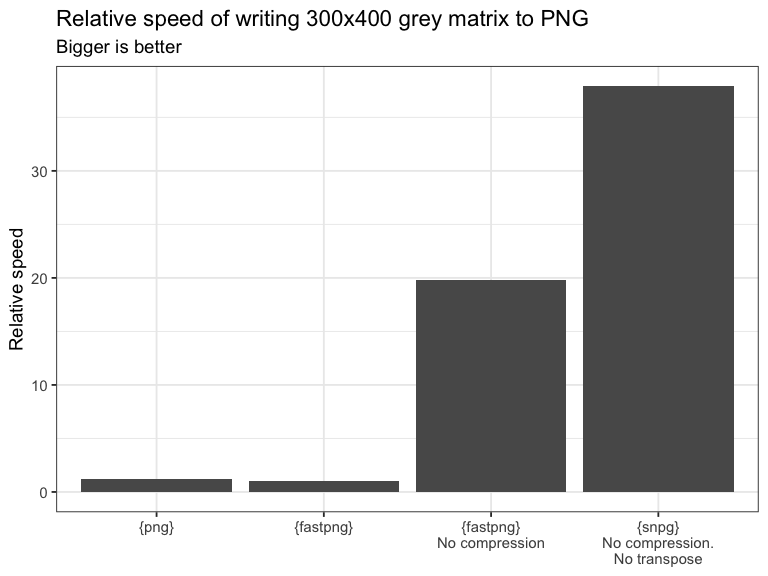 Relative speed of writing 300x400 grey matrix to PNG
Bigger is better
Relative speed
30
20
10
0
{png}
{fastpng}
{fastpng}
No compression
{snpg}
No compression.
No transpose